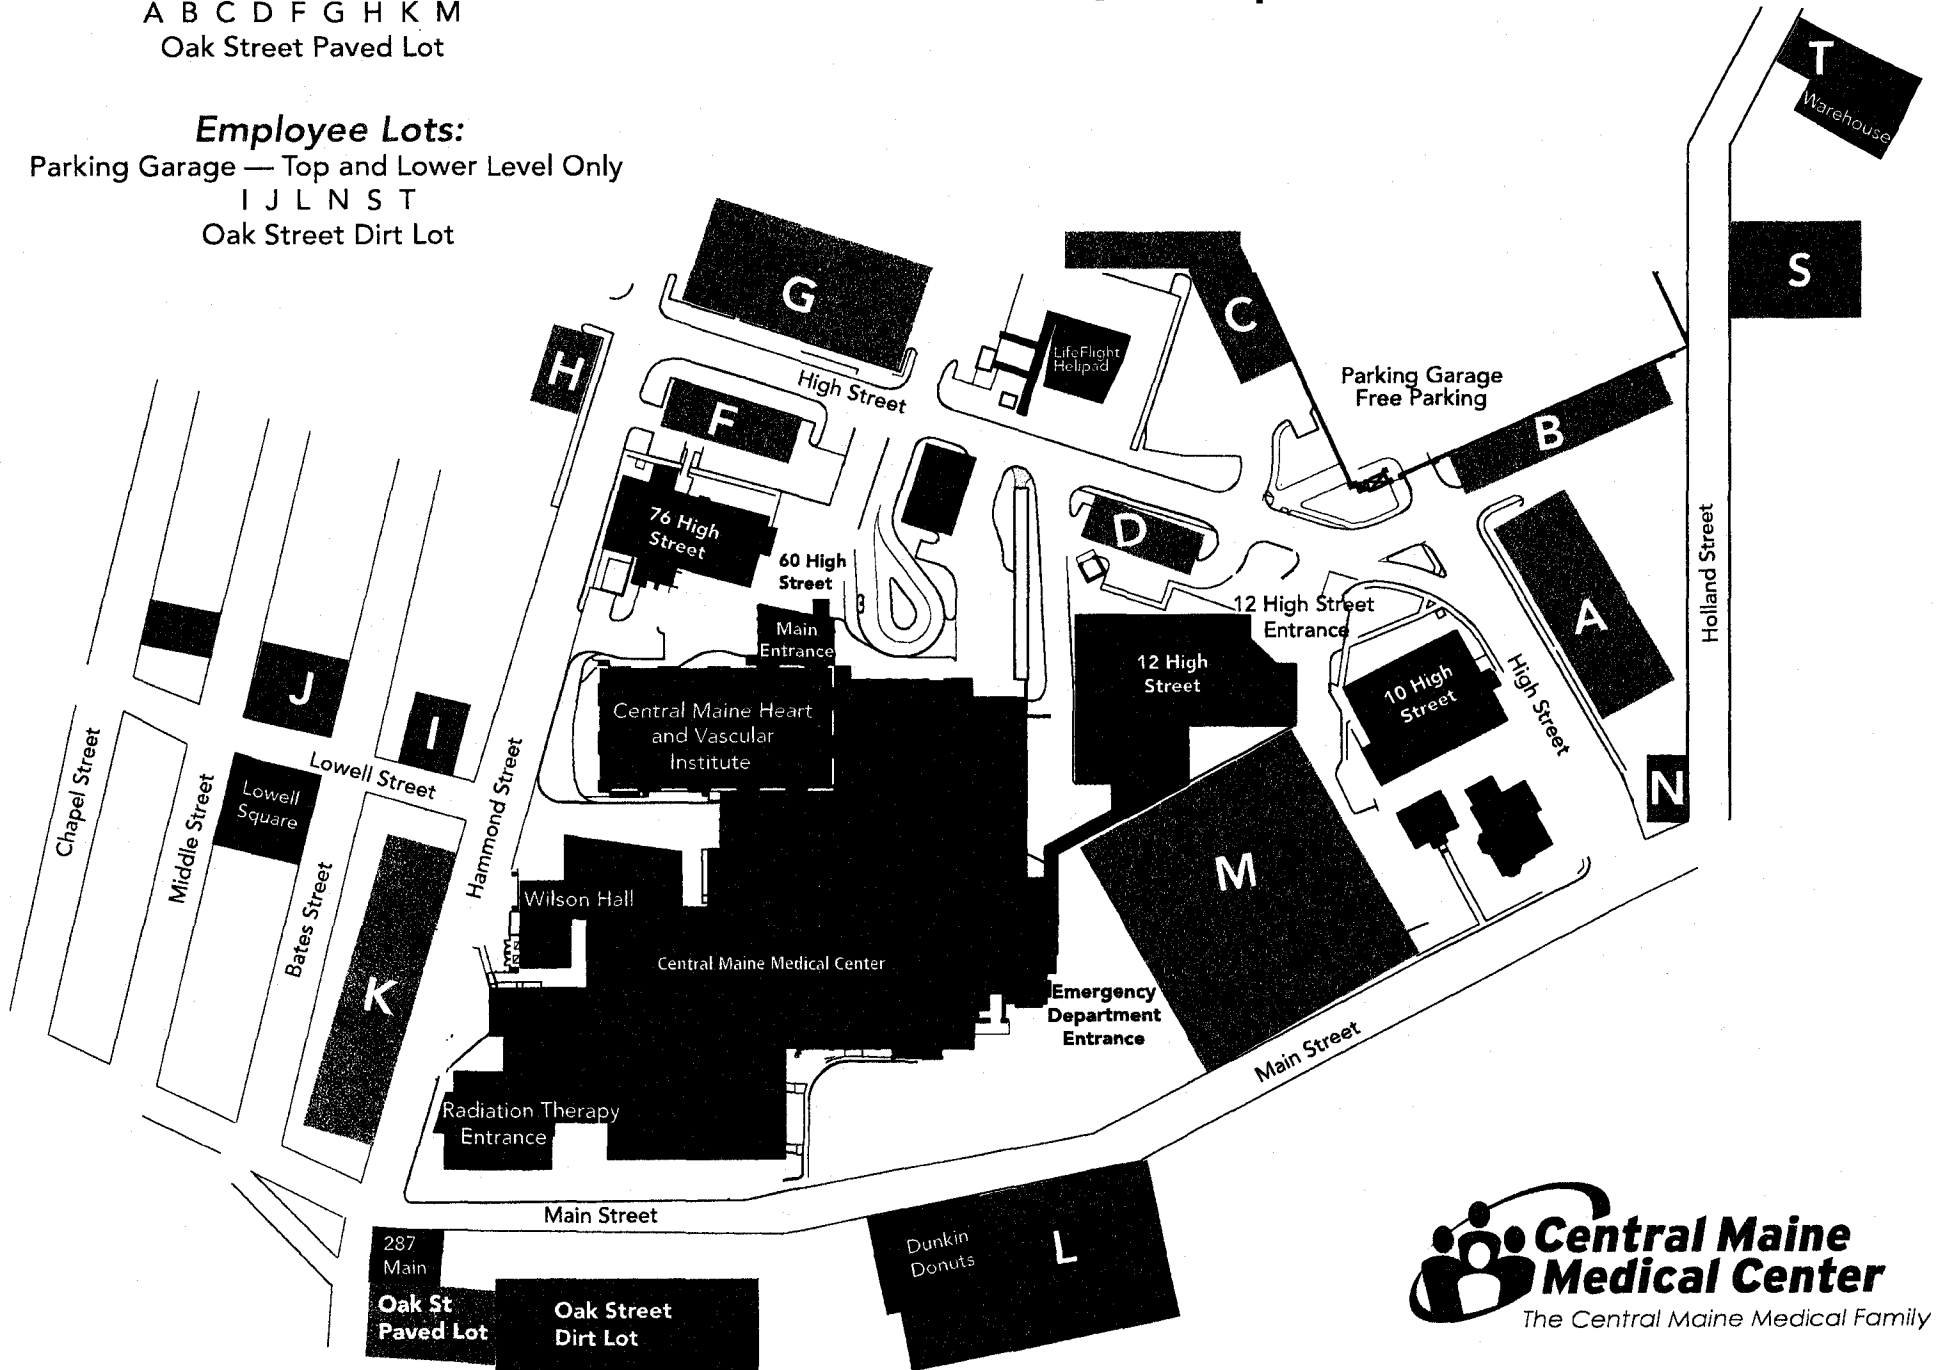 A B C D F G H K M
Oak Street Paved Lot
Employee Lots:
Parking Garage — Top and Lower Level Only
I J L N S T
Oak Street Dirt Lot
T
Warehouse
S
G
C
LifeFlight
Helipad
H
High Street
Parking Garage
Free Parking
F
B
76 High
Street
D
60 High
Street
Holland Street
12 High Street
Entrance
A
Main
Entrance
12 High
Street
10 High
Street
High Street
J
I
Central Maine Heart
and Vascular
Institute
Lowell Street
Chapel Street
Middle Street
Lowell
Square
Hammond Street
N
M
Wilson Hall
Bates Street
K
Central Maine Medical Center
Emergency
Department
Entrance
Main Street
Radiation Therapy
Entrance
Main Street
287
Main
Dunkin
Donuts
L
Oak St
Paved Lot
Oak Street
Dirt Lot
Central Maine
Medical Center
The Central Maine Medical Family